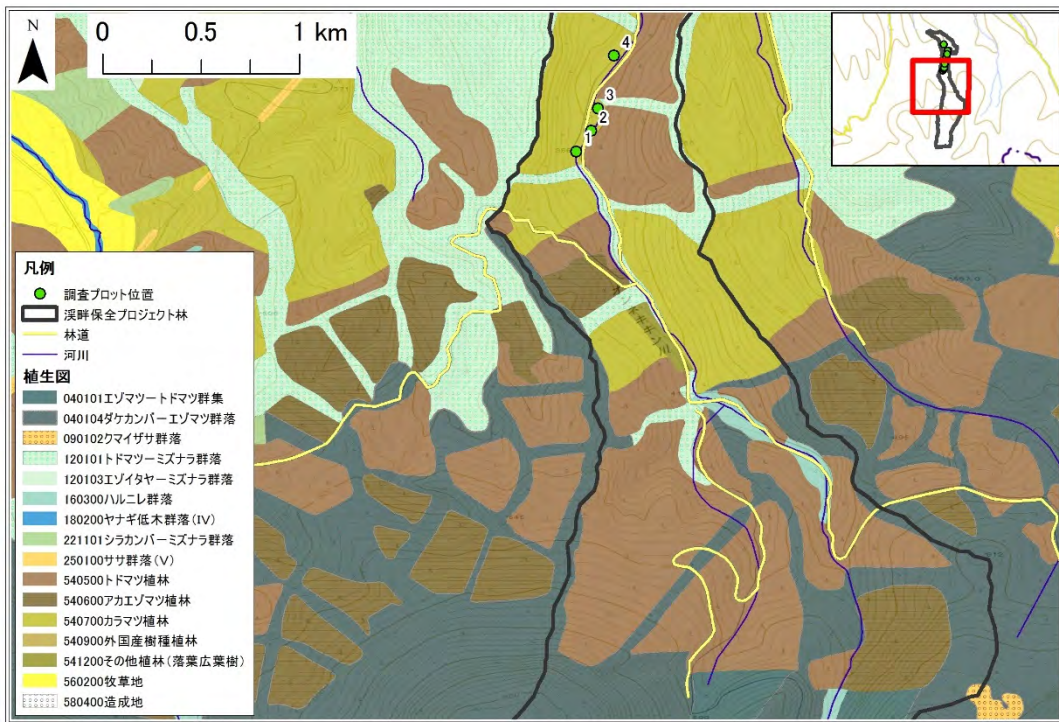 N
0 0.5 1 km
4
3
2
1
凡例
調査プロット位置
渓畔保全プロジェクト林
林道
河川
植生図
040101エゾマツートドマツ群集
040104ダケカンバーエゾマツ群落
090102クマイザサ群落
120101トドマツーミズナラ群落
120103エゾイタヤーミズナラ群落
160300ハルニレ群落
180200ヤナギ低木群落(Ⅳ)
221101シラカンバーミズナラ群落
250100ササ群落(Ⅴ)
540500トドマツ植林
540600アカエゾマツ植林
540700カラマツ植林
540900外国産樹種植林
541200その他植林(落葉広葉樹)
560200牧草地
580400造成地